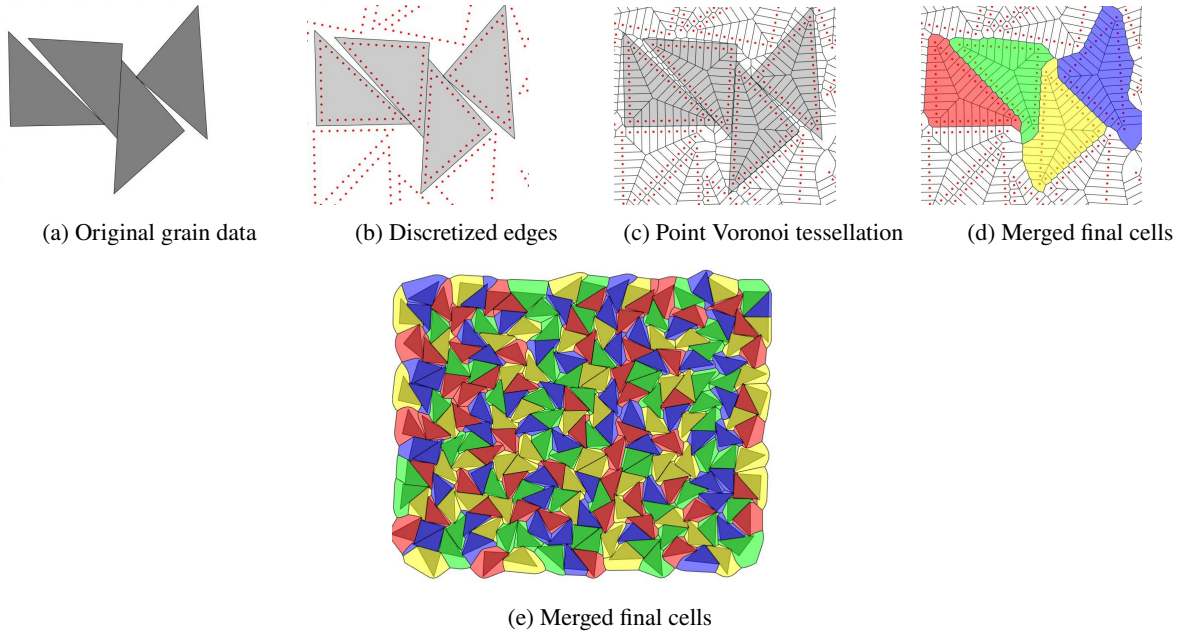 (a) Original grain data
(b) Discretized edges
(c) Point Voronoi tessellation
(d) Merged final cells
(e) Merged final cells